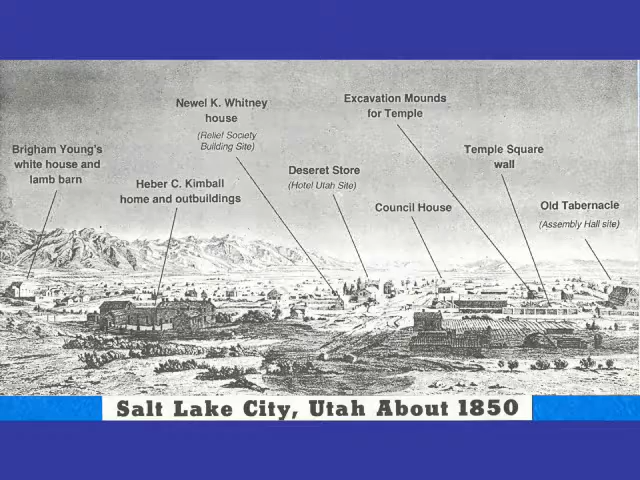 Brigham Young's
white house and
lamb barn
Heber C. Kimball
home and outbuildings
Newel K. Whitney
house
(Relief Society
Building Site)
Deseret Store
(Hotel Utah Site)
Excavation Mounds
for Temple
Council House
Temple Square
wall
Old Tabernacle
(Assembly Hall site)
Salt Lake City, Utah About 1850